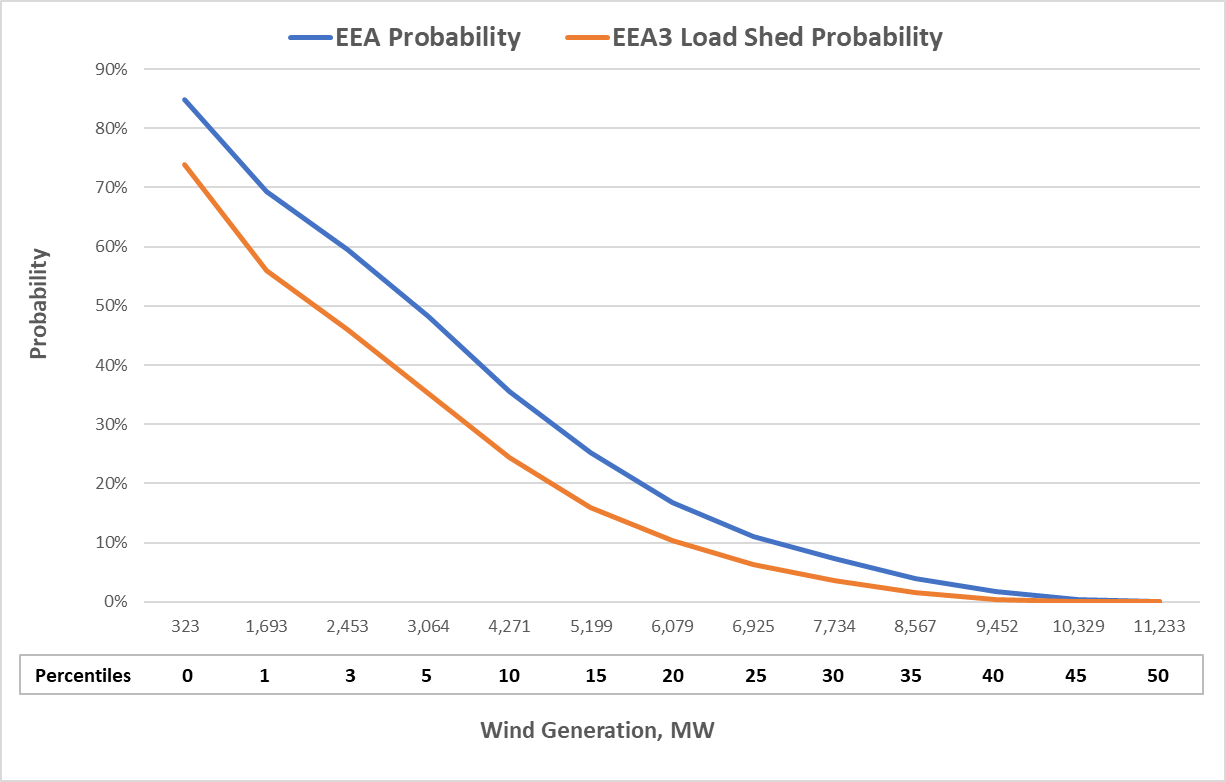 EEA Probability EEA3 Load Shed Probability
90%
80%
70%
60%
50%
40%
30%
20%
10%
0%
Probability
323 1,693 2,453 3,064 4,271 5,199 6,079 6,925 7,734 8,567 9,452 10,329 11,233
Percentiles 0 1 3 5 10 15 20 25 30 35 40 45 50
Wind Generation, MW